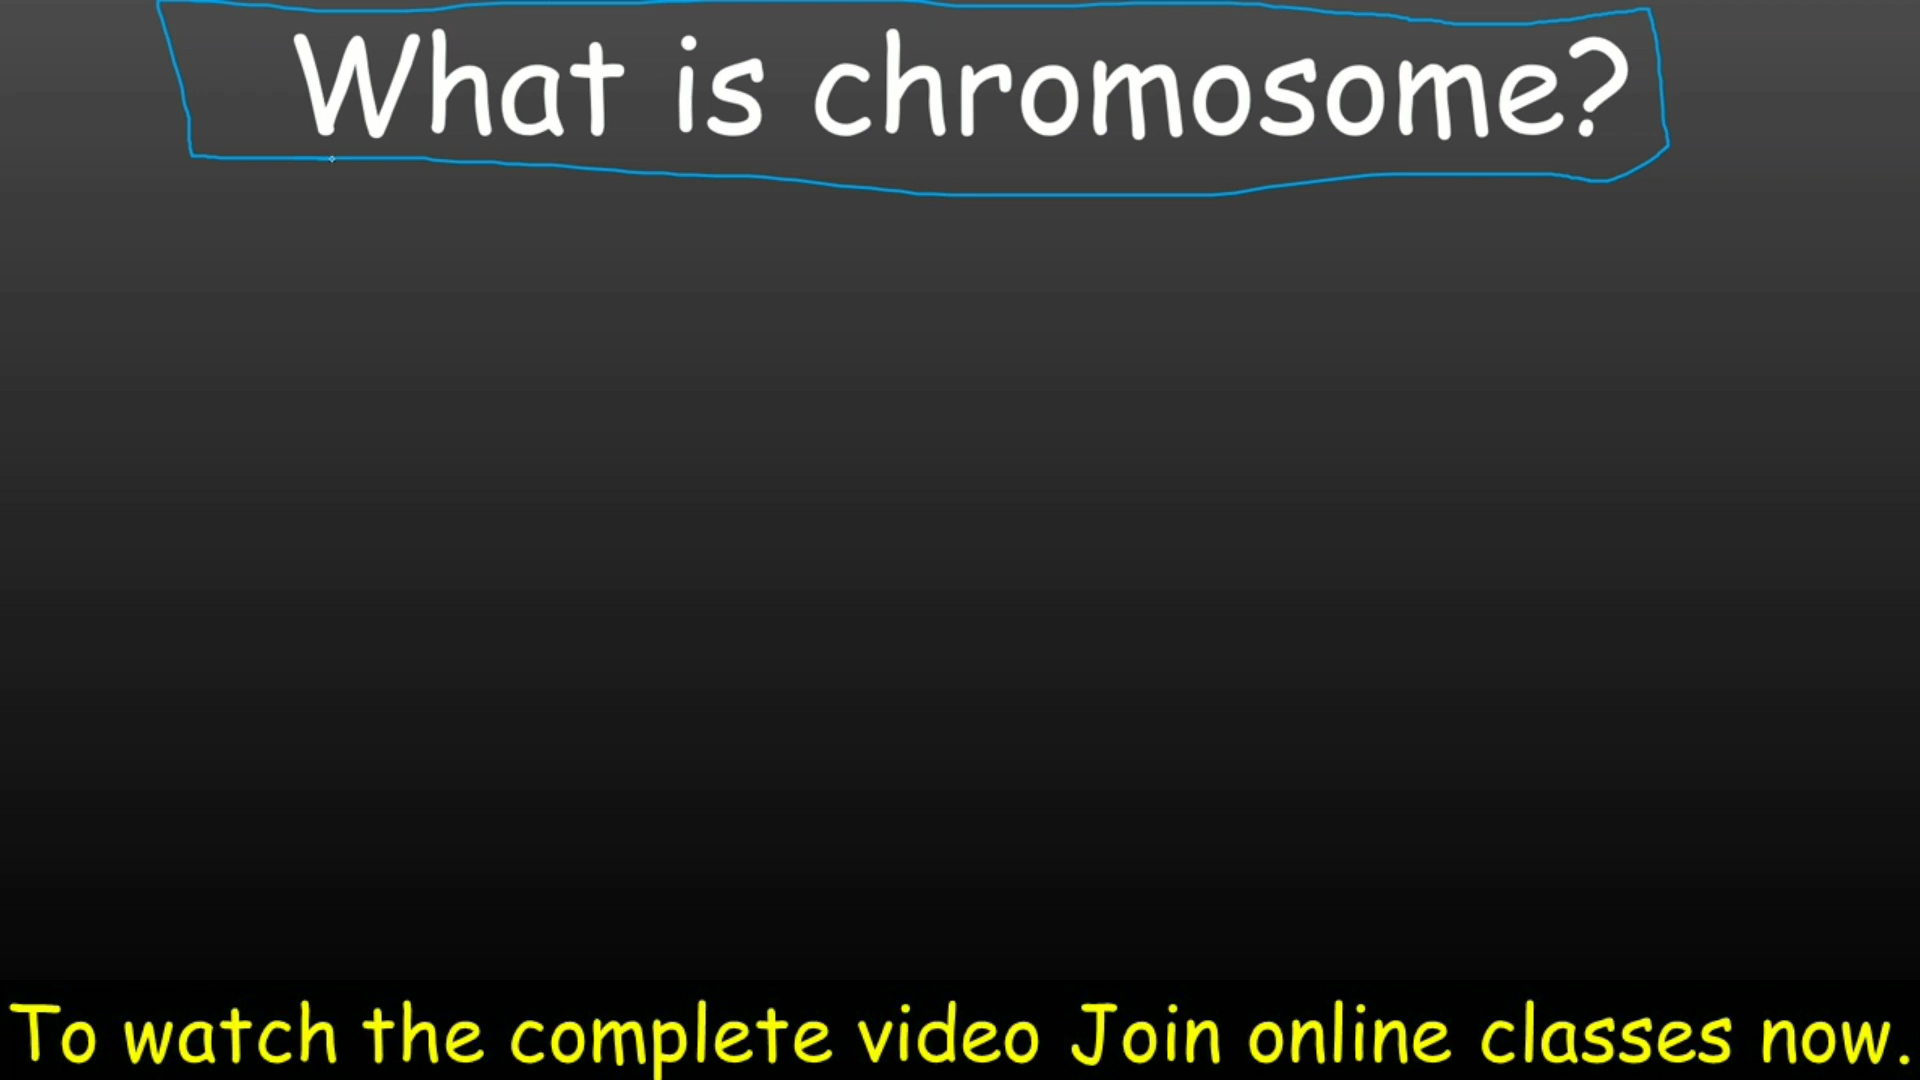 What is chromosome?
To watch the complete video Join online classes now.